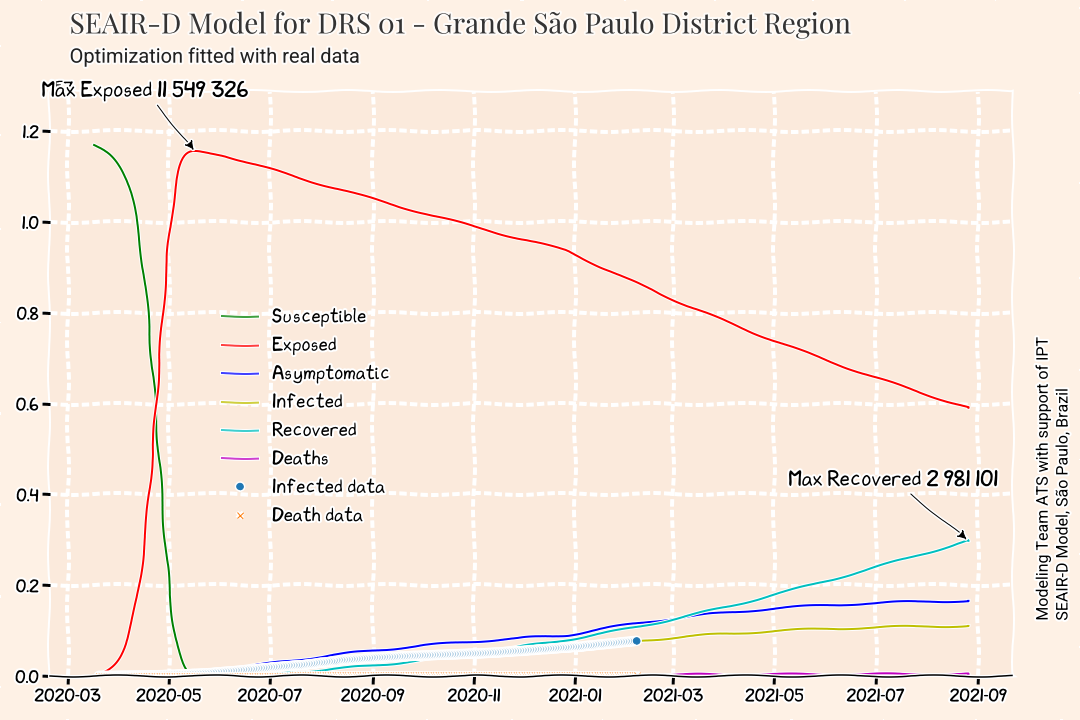 SEAIR-D Model for DRS 01 - Grande São Paulo District Region
Optimization fitted with real data
Max Exposed 11 549 326
1.2
1.0
0.8
0.6
0.4
0.2
0.0
Susceptible
Exposed
Asymptomatic
Infected
Recovered
Deaths
Infected data
Death data
Max Recovered 2 981 101
2020-03 2020-05 2020-07 2020-09 2020-11 2021-01 2021-03 2021-05 2021-07 2021-09
Modeling Team ATS with support of IPT
SEAIR-D Model, São Paulo, Brazil